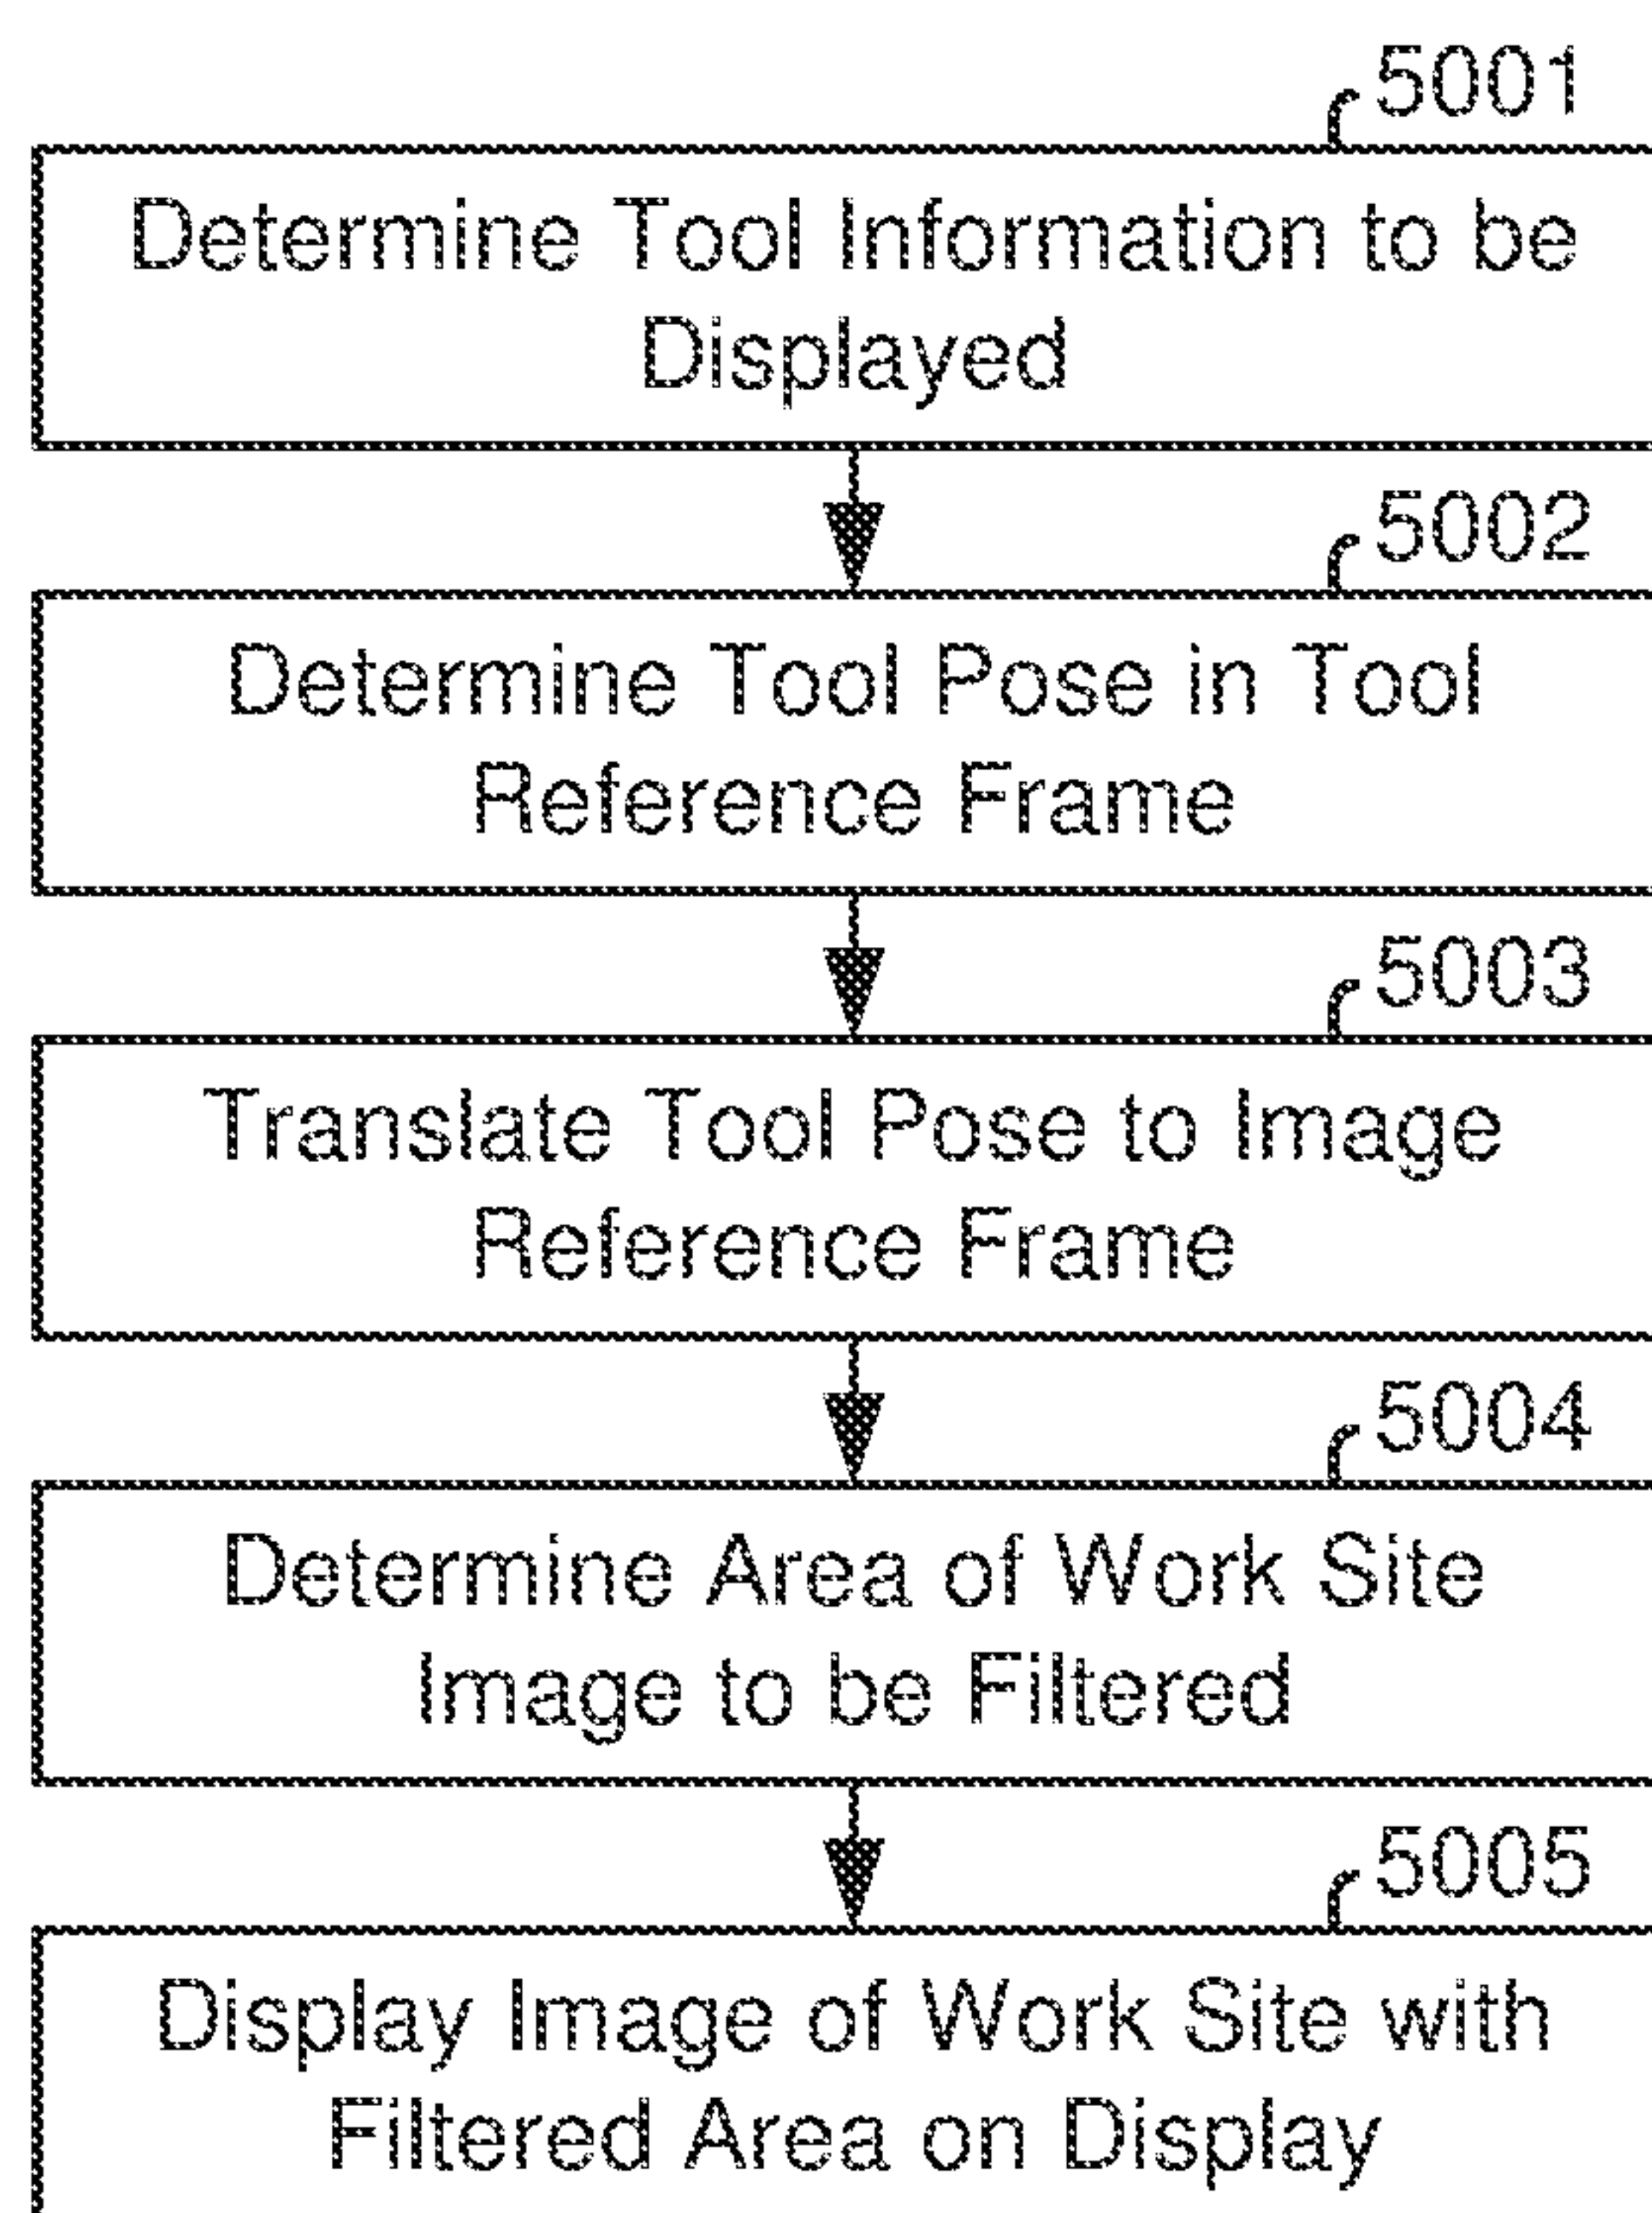 5001
Determine Tool Information to be
Displayed
5002
Determine Tool Pose in Tool
Reference Frame
5003
Translate Tool Pose to Image
Reference Frame
5004
Determine Area of Work Site
Image to be Filtered
5005
Display Image of Work Site with
Filtered Area on Display